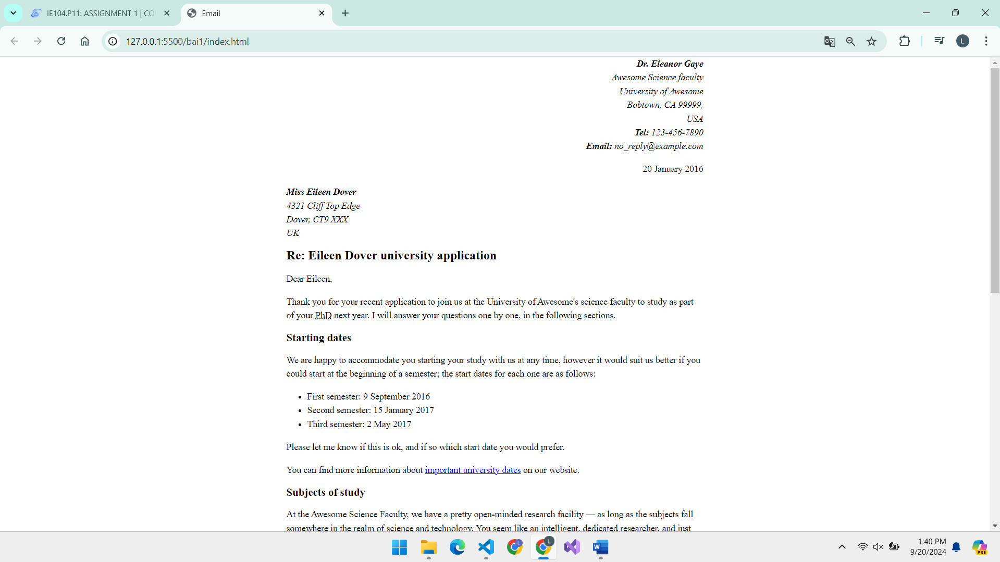 IE104.P11: ASSIGNMENT 1 | CO
Email
127.0.0.1:5500/bai1/index.html
L
Dr. Eleanor Gaye
Awesome Science faculty
University of Awesome
Bobtown, CA 99999,
USA
Tel: 123-456-7890
Email: no_reply@example.com
20 January 2016
Miss Eileen Dover
4321 Cliff Top Edge
Dover, CT9 XXX
UK
Re: Eileen Dover university application
Dear Eileen,
Thank you for your recent application to join us at the University of Awesome's science faculty to study as part
of your PhD next year. I will answer your questions one by one, in the following sections.
Starting dates
We are happy to accommodate you starting your study with us at any time, however it would suit us better if you
could start at the beginning of a semester; the start dates for each one are as follows:
• First semester: 9 September 2016
• Second semester: 15 January 2017
• Third semester: 2 May 2017
Please let me know if this is ok, and if so which start date you would prefer.
You can find more information about important university dates on our website.
Subjects of study
At the Awesome Science Faculty, we have a pretty open-minded research facility — as long as the subjects fall
somewhere in the realm of science and technology. You seem like an intelligent, dedicated researcher, and just
L
L
W
1:40 PM
9/20/2024
PRE